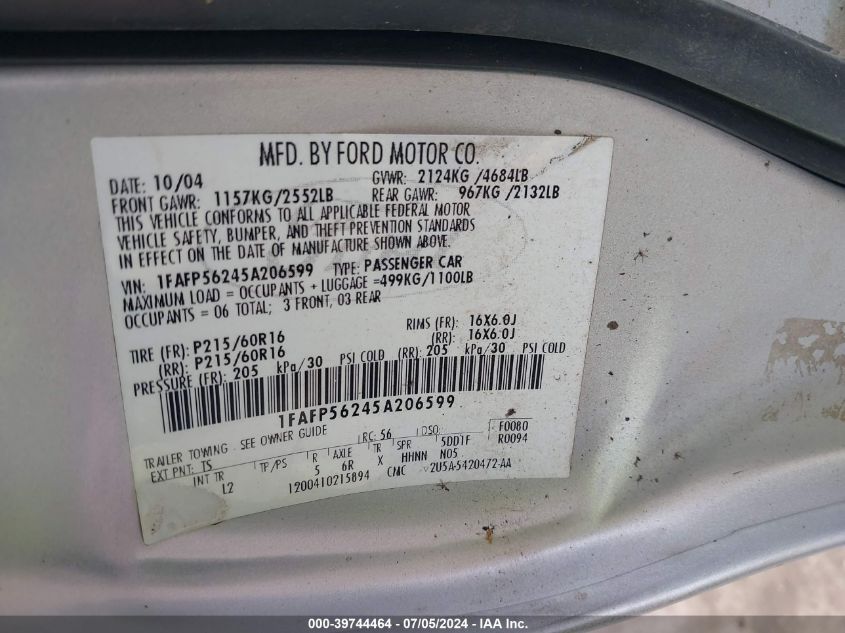 MFD. BY FORD MOTOR CO.
DATE: 10/04 GVWR: 2124KG /4684LB
FRONT GAWR: 1157KG/2552LB REAR GAWR: 967KG /2132LB
THIS VEHICLE CONFORMS TO ALL APPLICABLE FEDERAL MOTOR
VEHICLE SAFETY, BUMPER, AND THEFT PREVENTION STANDARDS
IN EFFECT ON THE DATE OF MANUFACTURE SHOWN ABOVE.
VIN: 1FAFP56245A206599 TYPE: PASSENGER CAR
MAXIMUM LOAD = OCCUPANTS + LUGGAGE =499KG/1100LB
OCCUPANTS = 06 TOTAL; 3 FRONT, 03 REAR
TIRE (FR): P215/60R16 RIMS (FR): 16X6.0J
(RR): P215/60R16 (RR): 16X6.0J
PRESSURE (FR): 205 kPa/30 PSI COLD (RR): 205 kPa/30 PSI COLD
1FAFP56245A206599
TRAILER TOWING - SEE OWNER GUIDE RC: 56 DSO: F0080
EXT PNT: TS R AXLE TR SPR 5DD1F R0094
INT TR TP/PS 5 6R X HHNN N05
L2 1200410215894 CMC 2U5A-5420472-AA
000-39744464 / 07/05/2024 - IAA Inc.